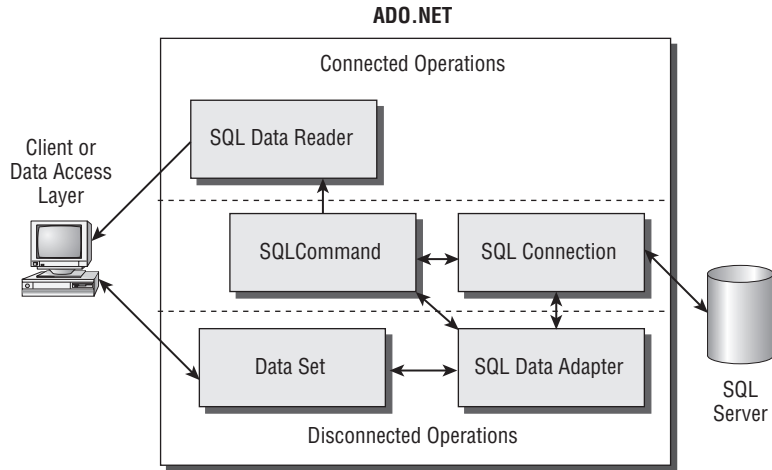 ADO.NET
Connected Operations
SQL Data Reader
Client or
Data Access
Layer
SQLCommand
SQL Connection
Data Set
SQL Data Adapter
SQL
Server
Disconnected Operations